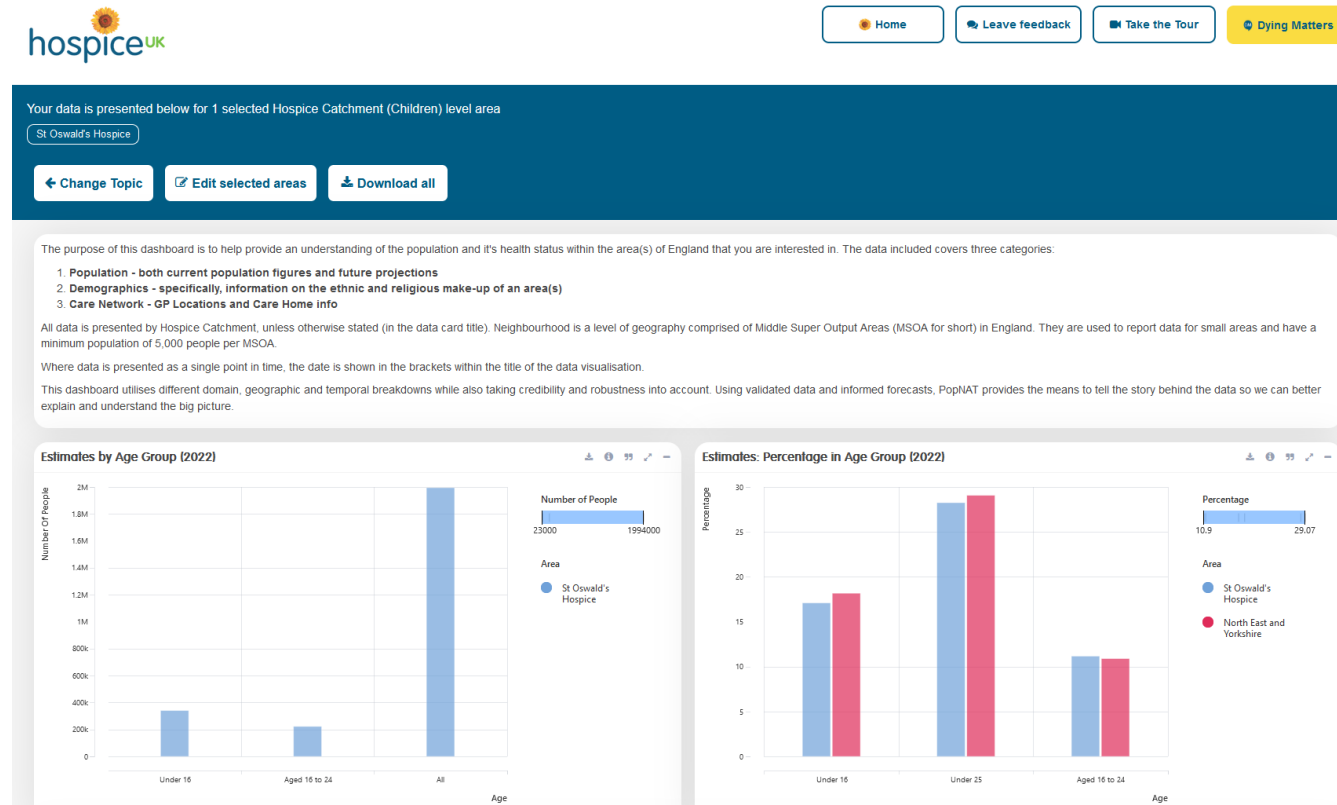 hospice UK
Home
Leave feedback
Take the Tour
Dying Matters
Your data is presented below for 1 selected Hospice Catchment (Children) level area
St Oswald's Hospice
Change Topic
Edit selected areas
Download all
The purpose of this dashboard is to help provide an understanding of the population and it's health status within the area(s) of England that you are interested in. The data included covers three categories:
1. Population - both current population figures and future projections
2. Demographics - specifically, information on the ethnic and religious make-up of an area(s)
3. Care Network - GP Locations and Care Home info
All data is presented by Hospice Catchment, unless otherwise stated (in the data card title). Neighbourhood is a level of geography comprised of Middle Super Output Areas (MSOA for short) in England. They are used to report data for small areas and have a
minimum population of 5,000 people per MSOA.
Where data is presented as a single point in time, the date is shown in the brackets within the title of the data visualisation.
This dashboard utilises different domain, geographic and temporal breakdowns while also taking credibility and robustness into account. Using validated data and informed forecasts, PopNAT provides the means to tell the story behind the data so we can better
explain and understand the big picture.
Estimates by Age Group (2022)
Number Of People
2M
1.8M
1.6M
1.4M
1.2M
1M
800k
600k
400k
200k
0
Under 16
Aged 16 to 24
All
Age
Number of People
23000
1994000
Area
St Oswald's
Hospice
Estimates: Percentage in Age Group (2022)
Percentage
30
25
20
15
10
5
0
Under 16
Under 25
Aged 16 to 24
Age
Percentage
10.9
29.07
Area
St Oswald's
Hospice
North East and
Yorkshire